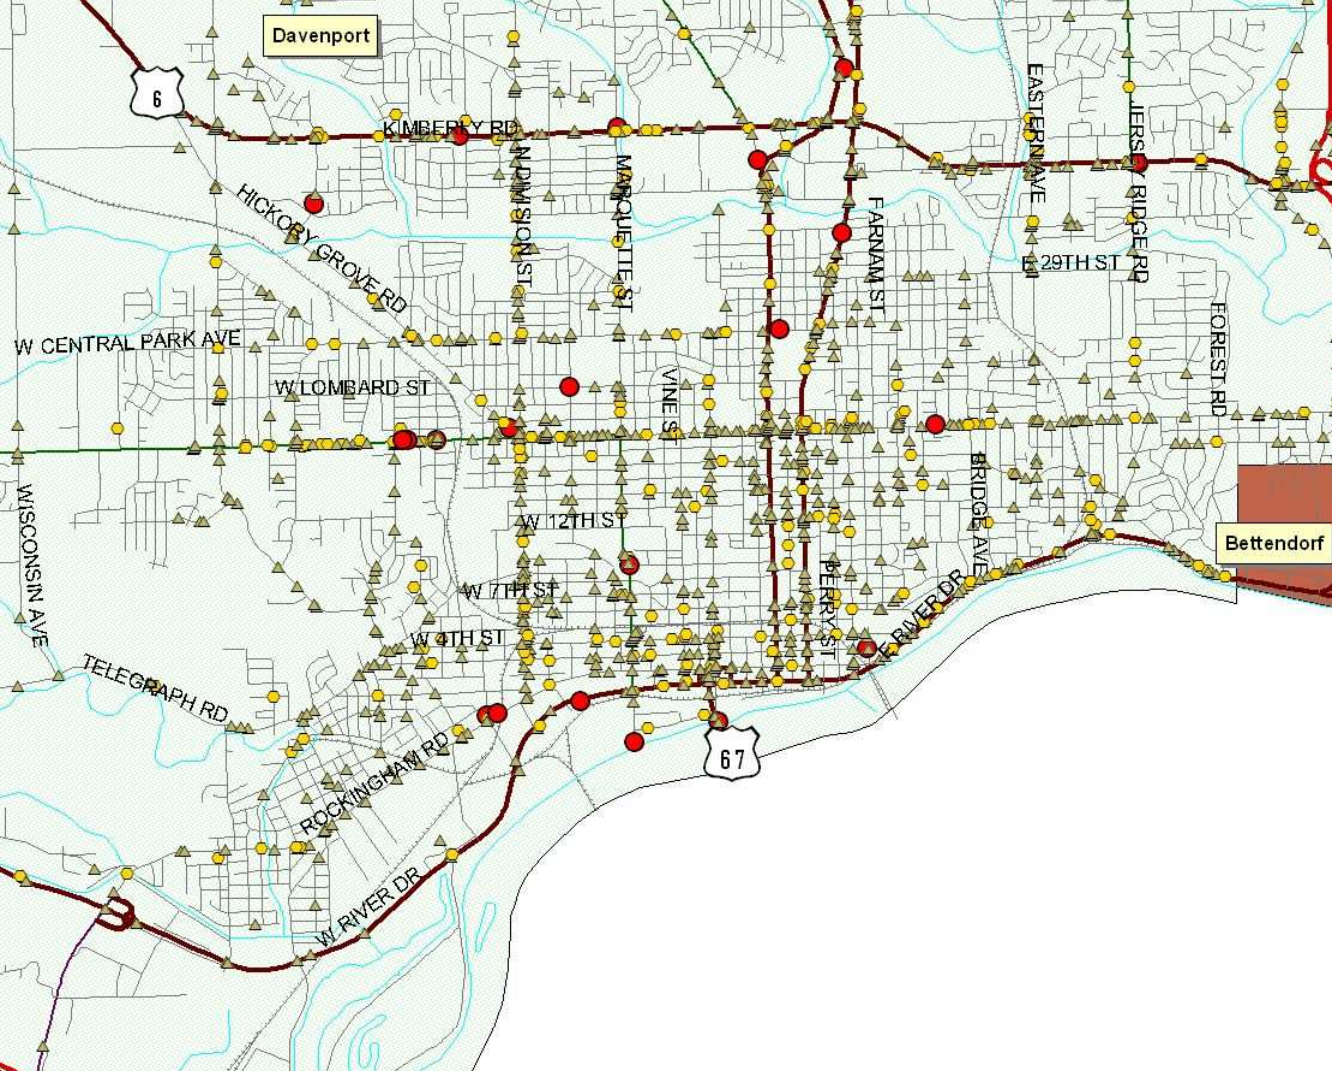 Davenport
6
KIMBERLY RD
EASTERN AVE
JERSEY RIDGE RD
N DIVISION ST
MARQUETTE ST
HICKORY GROVE RD
FARNAM ST
E 29TH ST
FOREST RD
W CENTRAL PARK AVE
W LOMBARD ST
VINE S
BRIDGE AVE
WISCONSIN AVE
W 12TH ST
Bettendorf
W 7TH ST
PERRY ST
E RIVER DR
W 4TH ST
TELEGRAPH RD
ROCKINGHAM RD
67
W RIVER DR